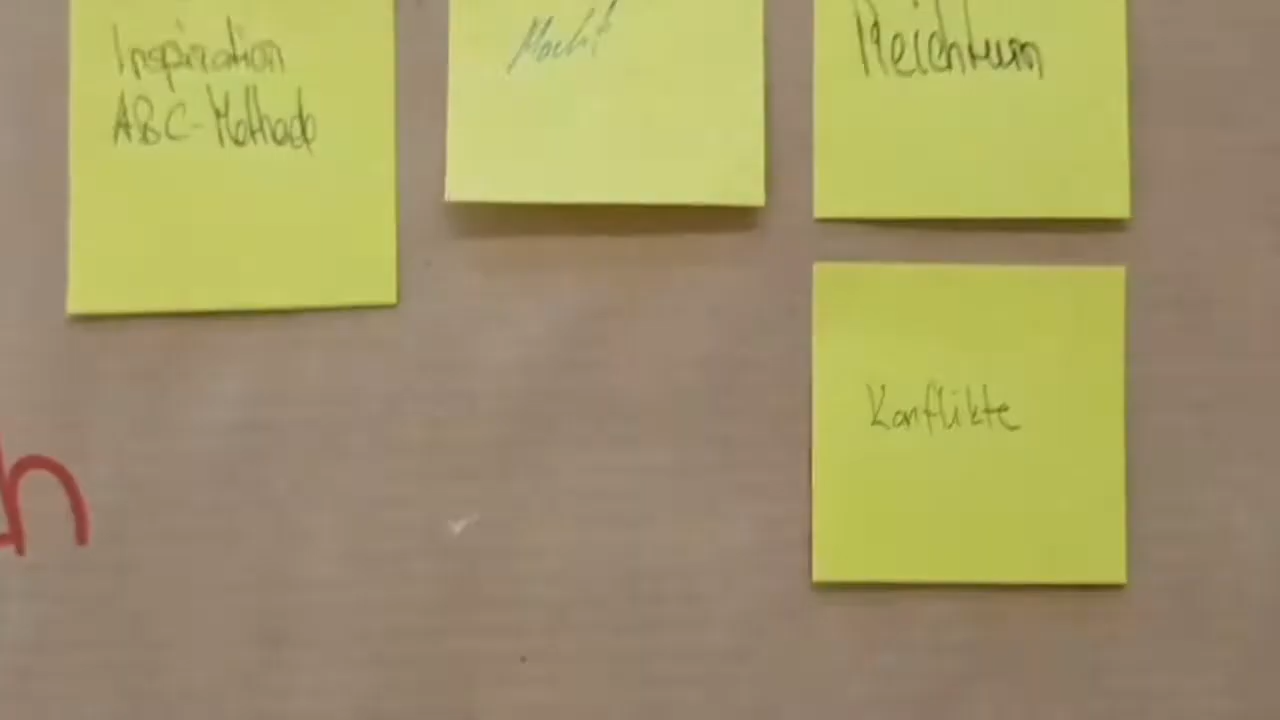 Inspiration
ABC-Methode
Macht
Reichtum
Konflikte
h